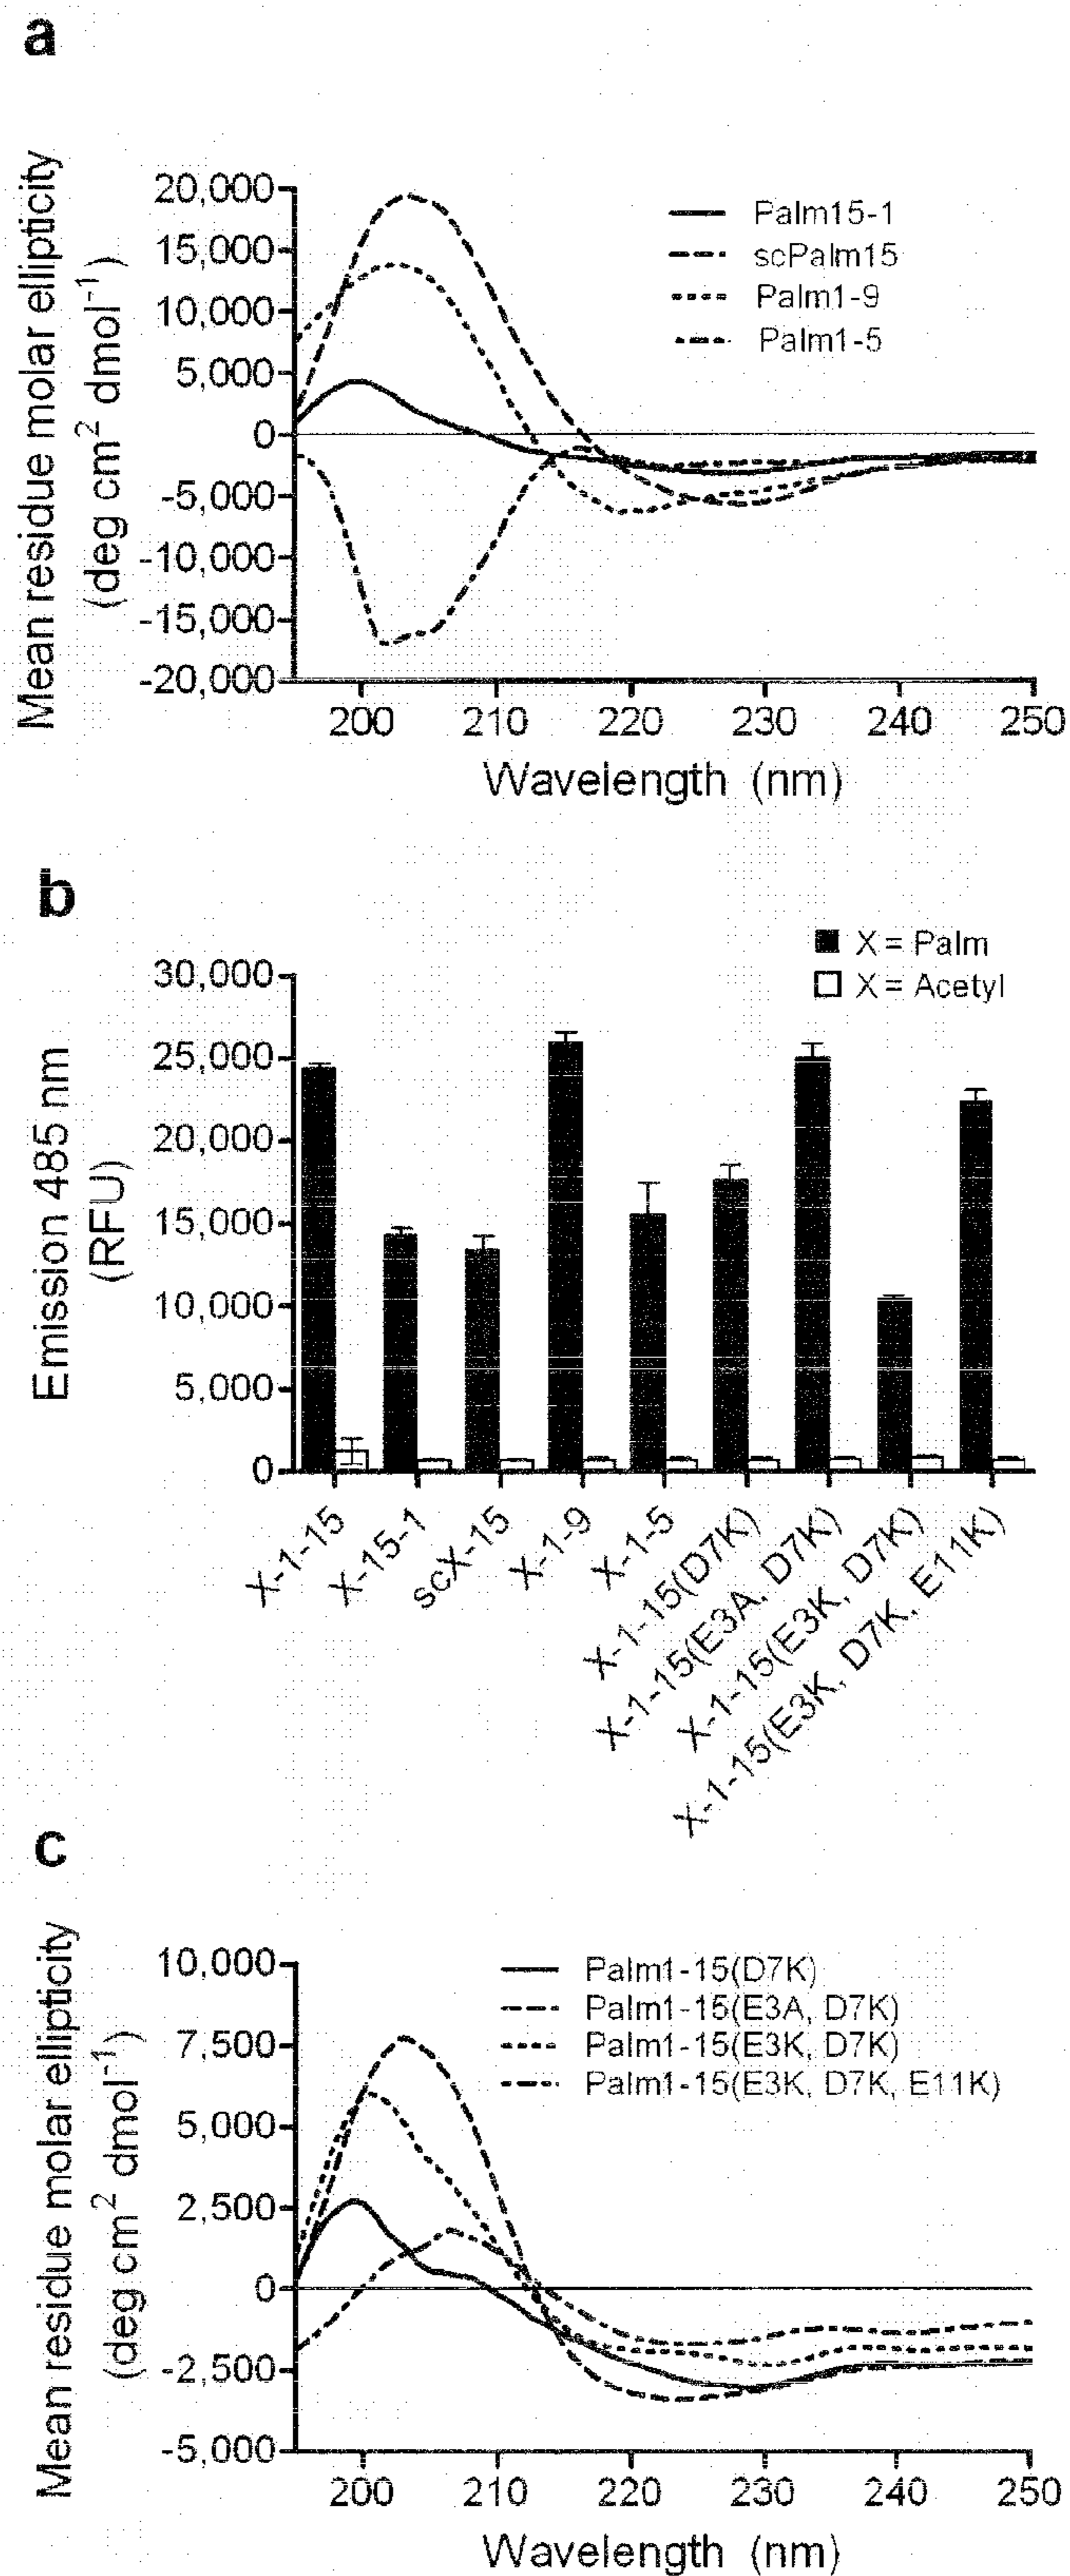 a
Mean residue molar ellipticity
(deg cm² dmol⁻¹)
20,000
15,000
10,000
5,000
0
-5,000
-10,000
-15,000
-20,000
Palm15-1
scPalm15
Palm1-9
Palm1-5
200 210 220 230 240 250
Wavelength (nm)
b
X = Palm
X = Acetyl
Emission 485 nm
(RFU)
30,000
25,000
20,000
15,000
10,000
5,000
0
X-1-15
X-15-1
scX-15
X-1-9
X-1-5
X-1-15(D7K)
X-1-15(E3A, D7K)
X-1-15(E3K, D7K)
X-1-15(E3K, D7K, E11K)
c
Mean residue molar ellipticity
(deg cm² dmol⁻¹)
10,000
7,500
5,000
2,500
0
-2,500
-5,000
Palm1-15(D7K)
Palm1-15(E3A, D7K)
Palm1-15(E3K, D7K)
Palm1-15(E3K, D7K, E11K)
200 210 220 230 240 250
Wavelength (nm)